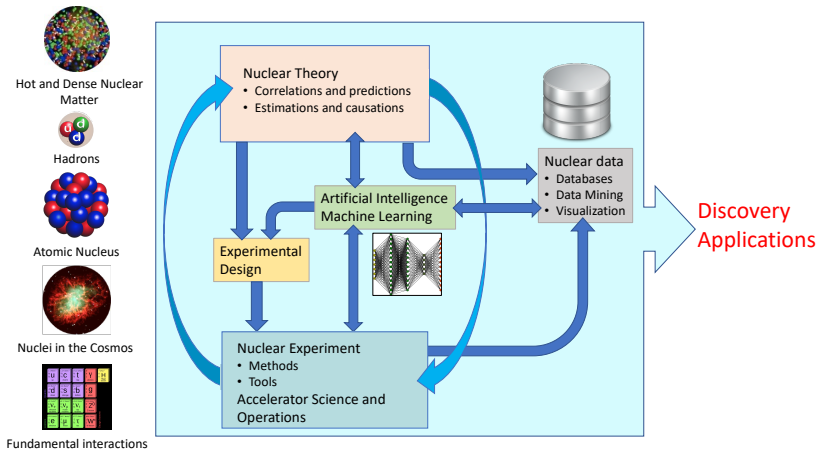 Hot and Dense Nuclear
Matter
Hadrons
Atomic Nucleus
Nuclei in the Cosmos
Fundamental interactions
Nuclear Theory
• Correlations and predictions
• Estimations and causations
Artificial Intelligence
Machine Learning
Experimental
Design
Nuclear Experiment
• Methods
• Tools
Accelerator Science and
Operations
Nuclear data
• Databases
• Data Mining
• Visualization
Discovery
Applications
u c t γ H
d s b g
e μ τ W